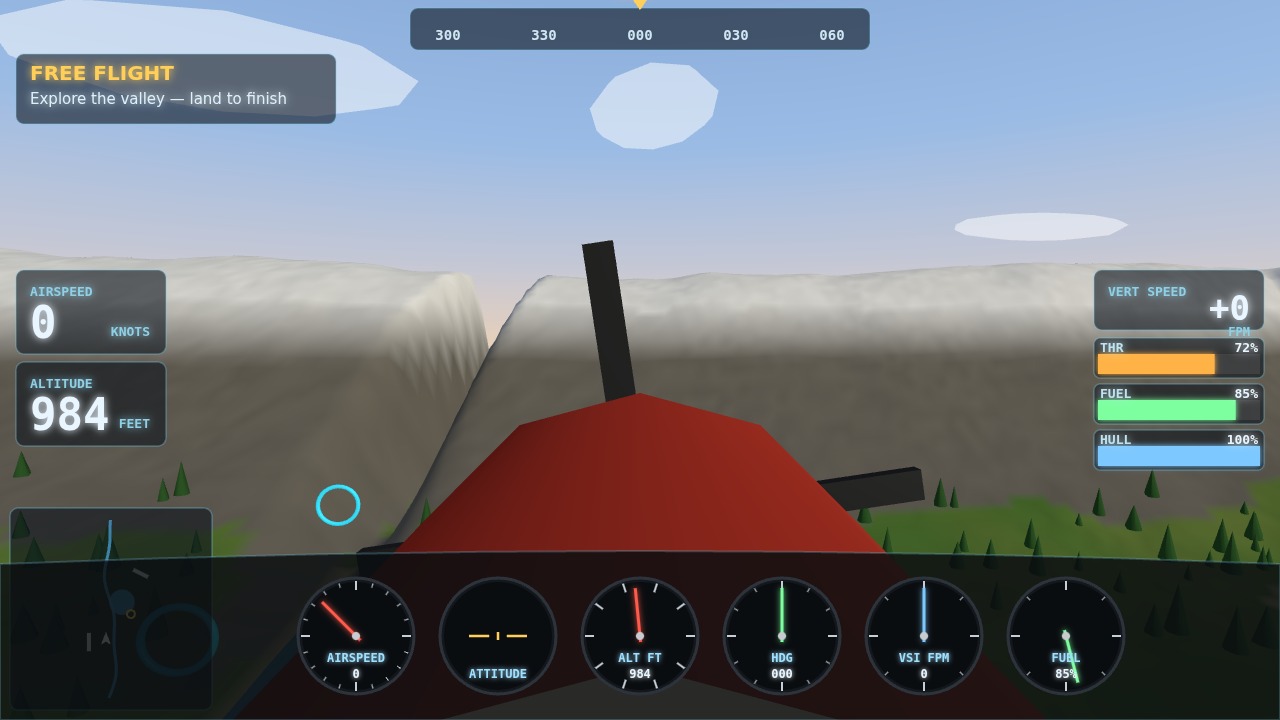 300 330 000 030 060
FREE FLIGHT
Explore the valley — land to finish
AIRSPEED
0 KNOTS
ALTITUDE
984 FEET
VERT SPEED
+0
FPM
THR 72%
FUEL 85%
HULL 100%
AIRSPEED
0
ATTITUDE
ALT FT
984
HDG
000
VSI FPM
0
FUEL
85%